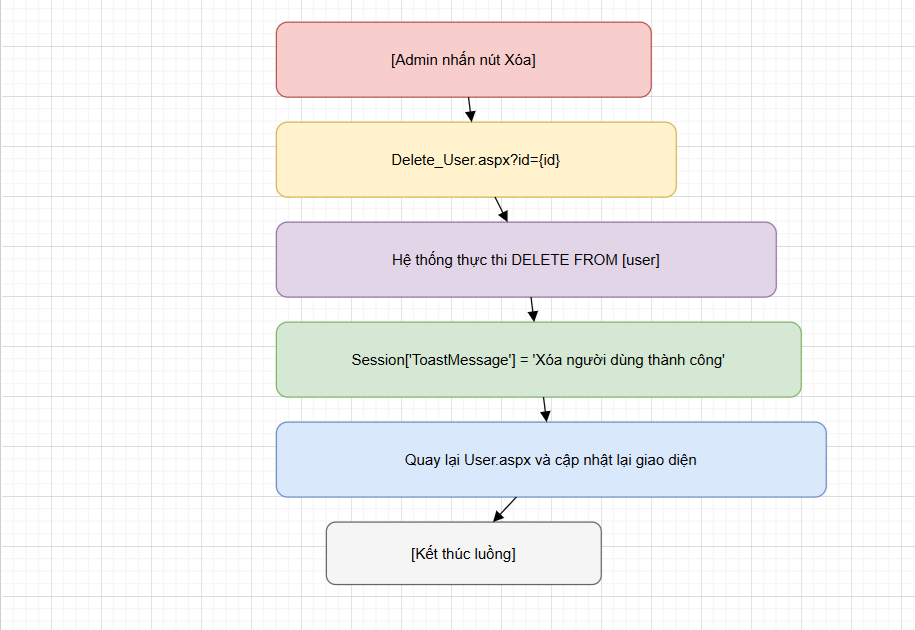 [Admin nhấn nút Xóa]
Delete_User.aspx?id={id}
Hệ thống thực thi DELETE FROM [user]
Session['ToastMessage'] = 'Xóa người dùng thành công'
Quay lại User.aspx và cập nhật lại giao diện
[Kết thúc luồng]